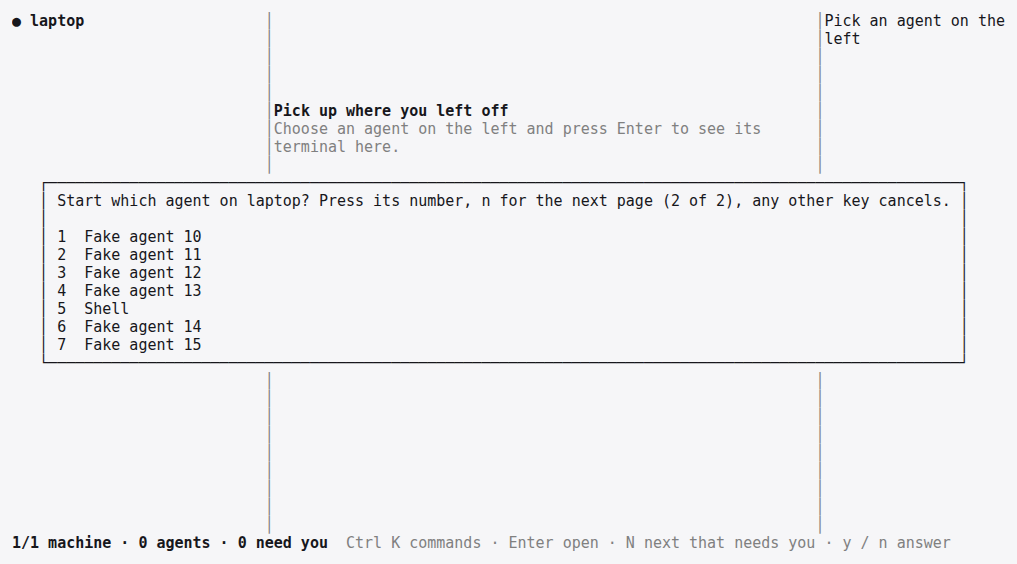 ● laptop
Pick an agent on the
left
Pick up where you left off
Choose an agent on the left and press Enter to see its
terminal here.
Start which agent on laptop? Press its number, n for the next page (2 of 2), any other key cancels.
1  Fake agent 10
2  Fake agent 11
3  Fake agent 12
4  Fake agent 13
5  Shell
6  Fake agent 14
7  Fake agent 15
1/1 machine · 0 agents · 0 need you  Ctrl K commands · Enter open · N next that needs you · y / n answer